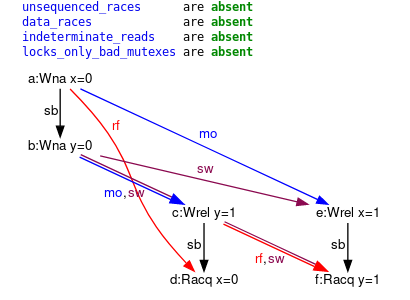 unsequenced_races are absent
data_races are absent
indeterminate_reads are absent
locks_only_bad_mutexes are absent
a:Wna x=0
sb
rf
mo
b:Wna y=0
sw
mo,sw
c:Wrel y=1
e:Wrel x=1
sb
rf,sw
sb
d:Racq x=0
f:Racq y=1